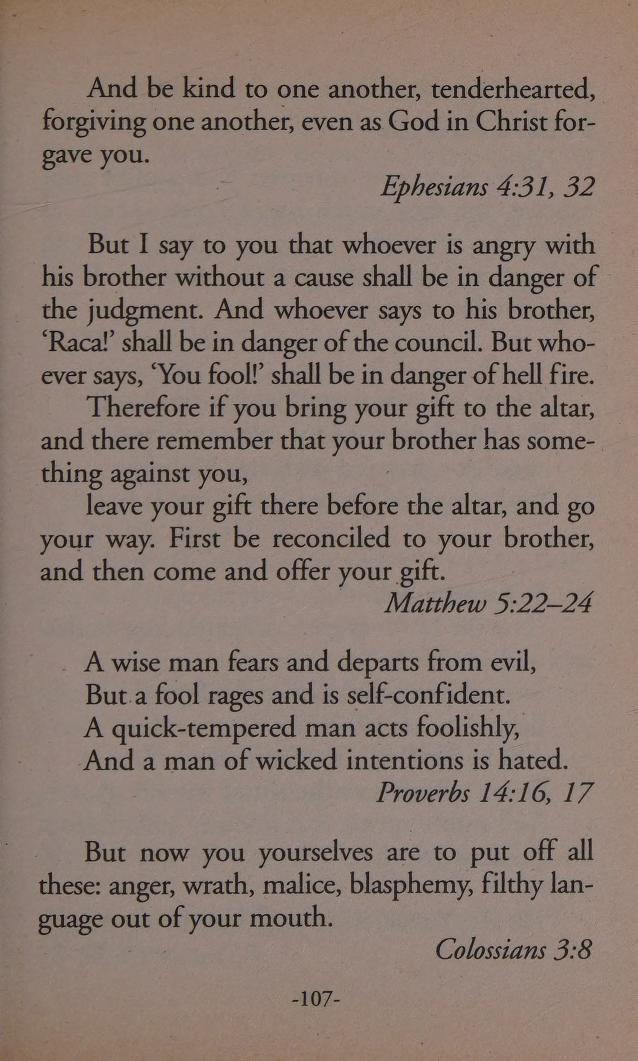 And be kind to one another, tenderhearted,
forgiving one another, even as God in Christ for-
gave you.
Ephesians 4:31, 32
But I say to you that whoever is angry with
his brother without a cause shall be in danger of
the judgment. And whoever says to his brother,
‘Raca!’ shall be in danger of the council. But who-
ever says, ‘You fool!’ shall be in danger of hell fire.
Therefore if you bring your gift to the altar,
and there remember that your brother has some-
thing against you,
leave your gift there before the altar, and go
your way. First be reconciled to your brother,
and then come and offer your gift.
Matthew 5:22–24
A wise man fears and departs from evil,
But a fool rages and is self-confident.
A quick-tempered man acts foolishly,
And a man of wicked intentions is hated.
Proverbs 14:16, 17
But now you yourselves are to put off all
these: anger, wrath, malice, blasphemy, filthy lan-
guage out of your mouth.
Colossians 3:8
-107-